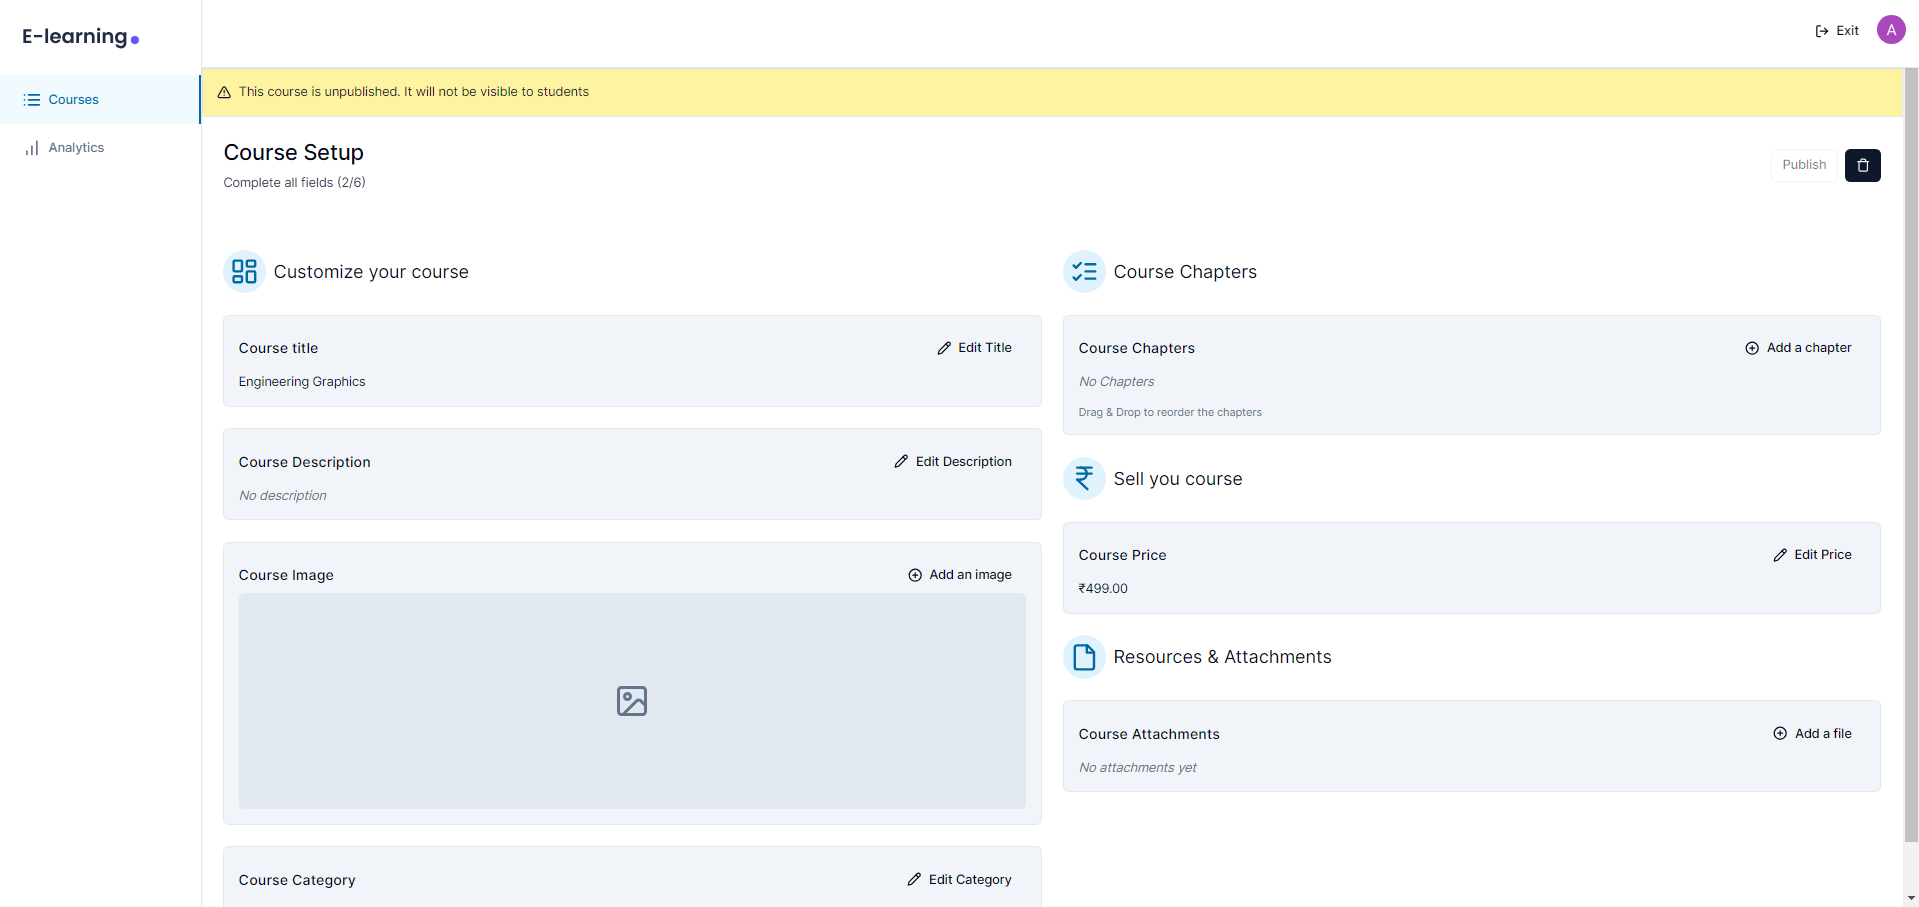 E-learning
Exit
A
Courses
Analytics
This course is unpublished. It will not be visible to students
Course Setup
Complete all fields (2/6)
Publish
Customize your course
Course title
Edit Title
Engineering Graphics
Course Description
Edit Description
No description
Course Image
Add an image
Course Category
Edit Category
Course Chapters
Course Chapters
Add a chapter
No Chapters
Drag & Drop to reorder the chapters
Sell you course
Course Price
Edit Price
₹499.00
Resources & Attachments
Course Attachments
Add a file
No attachments yet